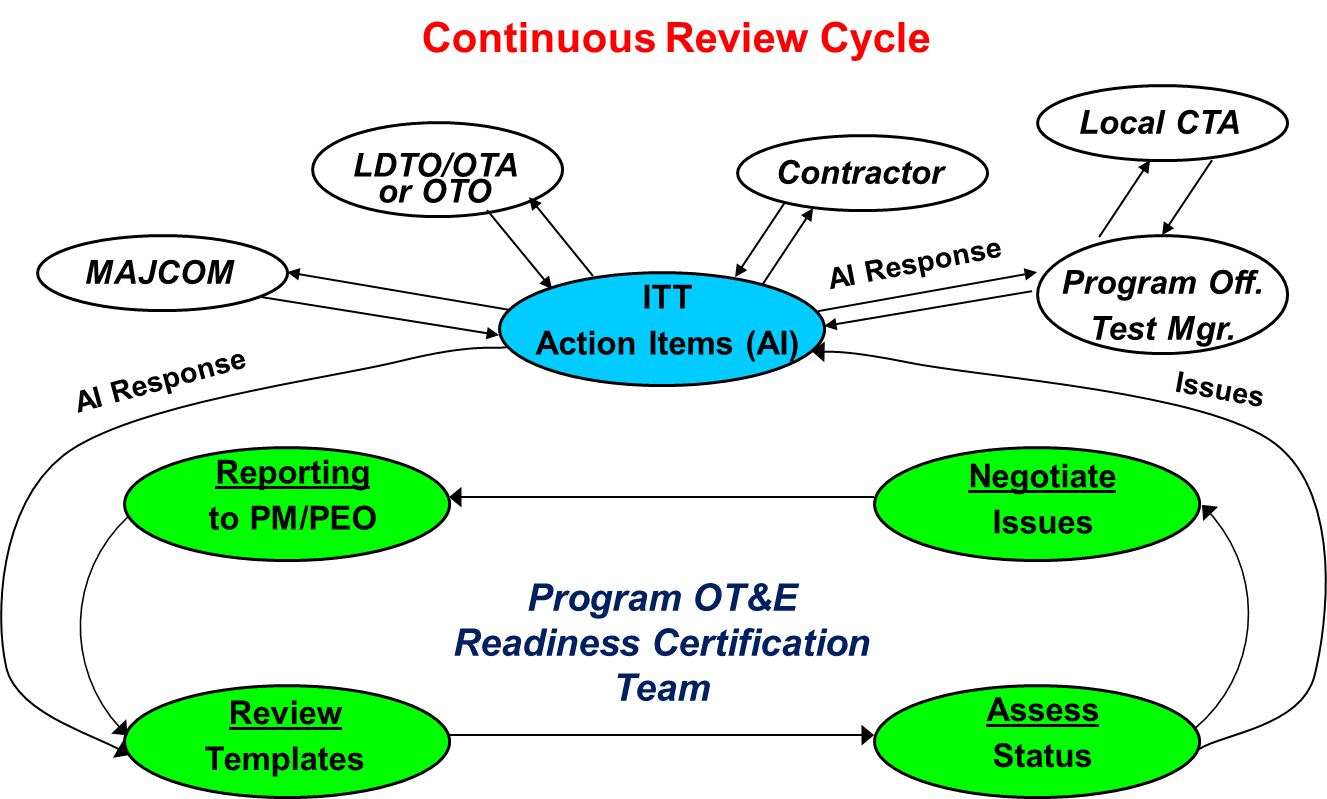 Continuous Review Cycle
Local CTA
LDTO/OTA
or OTO
Contractor
MAJCOM
AI Response
Program Off.
Test Mgr.
ITT
Action Items (AI)
AI Response
Issues
Reporting
to PM/PEO
Negotiate
Issues
Program OT&E
Readiness Certification
Team
Review
Templates
Assess
Status